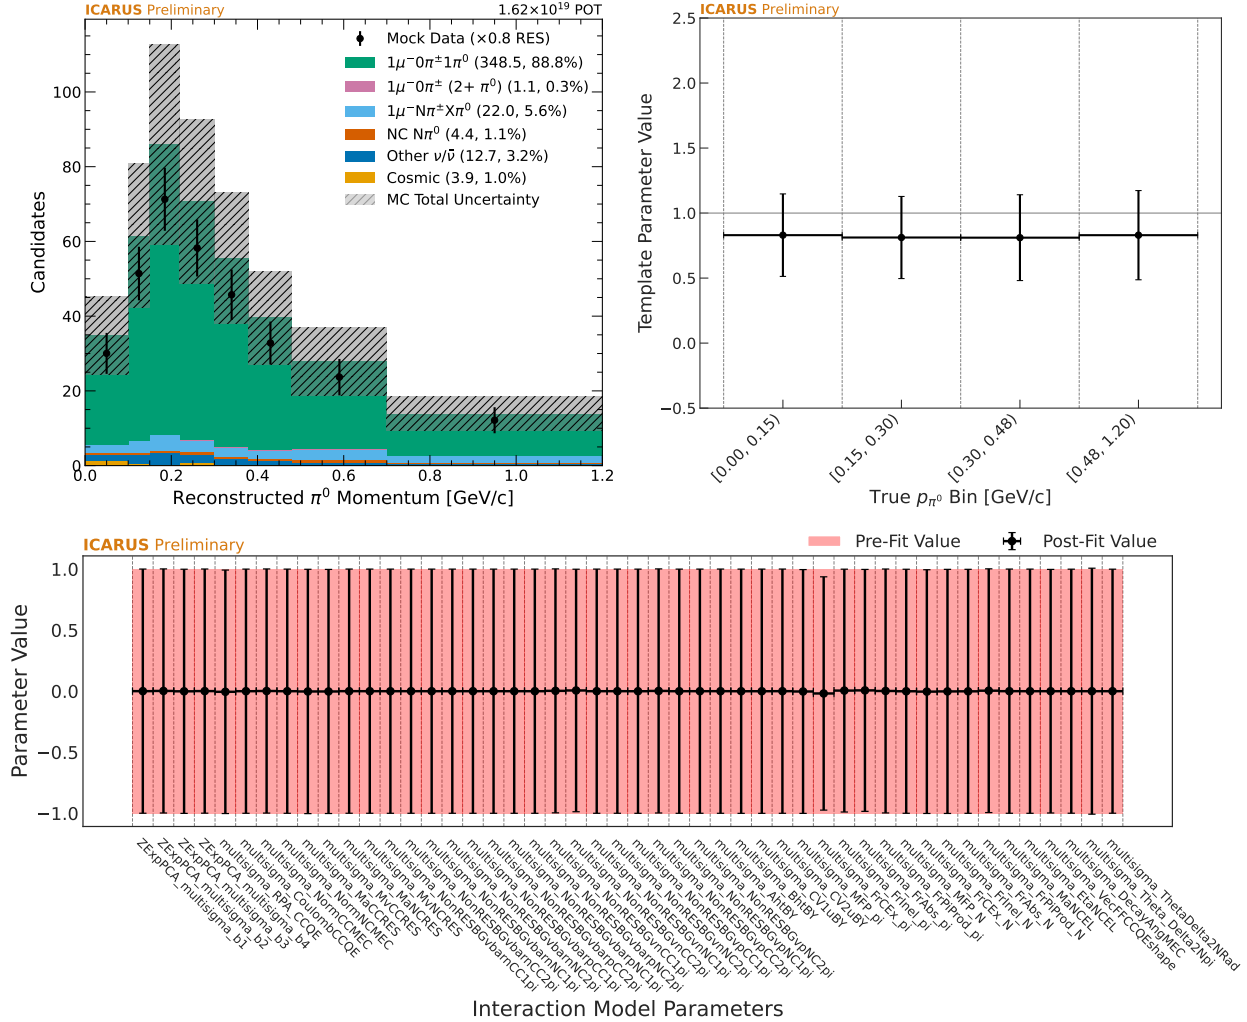 ICARUS Preliminary
1.62×10¹⁹ POT
Mock Data (×0.8 RES)
1μ⁻0π±1π⁰ (348.5, 88.8%)
1μ⁻0π± (2+ π⁰) (1.1, 0.3%)
1μ⁻Nπ±Xπ⁰ (22.0, 5.6%)
NC Nπ⁰ (4.4, 1.1%)
Other ν/ν̄ (12.7, 3.2%)
Cosmic (3.9, 1.0%)
MC Total Uncertainty
100
80
60
40
20
0
Candidates
0.0 0.2 0.4 0.6 0.8 1.0 1.2
Reconstructed π⁰ Momentum [GeV/c]
ICARUS Preliminary
2.5
2.0
1.5
1.0
0.5
0.0
−0.5
Template Parameter Value
[0.00, 0.15)
[0.15, 0.30)
[0.30, 0.48)
[0.48, 1.20)
True p_π⁰ Bin [GeV/c]
ICARUS Preliminary
Pre-Fit Value
Post-Fit Value
1.0
0.5
0.0
−0.5
−1.0
Parameter Value
ZExpPCA_multisigma_b1
ZExpPCA_multisigma_b2
ZExpPCA_multisigma_b3
ZExpPCA_multisigma_b4
multisigma_RPA_CCQE
multisigma_CoulombCCQE
multisigma_NormCCMEC
multisigma_NormNCMEC
multisigma_MaCCRES
multisigma_MvCCRES
multisigma_MaNCRES
multisigma_MvNCRES
multisigma_NonRESBGvbarnCC1pi
multisigma_NonRESBGvbarnCC2pi
multisigma_NonRESBGvbarnNC1pi
multisigma_NonRESBGvbarnNC2pi
multisigma_NonRESBGvbarpCC1pi
multisigma_NonRESBGvbarpCC2pi
multisigma_NonRESBGvbarpNC1pi
multisigma_NonRESBGvbarpNC2pi
multisigma_NonRESBGvnCC1pi
multisigma_NonRESBGvnCC2pi
multisigma_NonRESBGvnNC1pi
multisigma_NonRESBGvnNC2pi
multisigma_NonRESBGvpCC1pi
multisigma_NonRESBGvpCC2pi
multisigma_NonRESBGvpNC1pi
multisigma_NonRESBGvpNC2pi
multisigma_AhtBY
multisigma_BhtBY
multisigma_CV1uBY
multisigma_CV2uBY
multisigma_MFP_pi
multisigma_FrCEx_pi
multisigma_FrInel_pi
multisigma_FrAbs_pi
multisigma_FrPiProd_pi
multisigma_MFP_N
multisigma_FrCEx_N
multisigma_FrInel_N
multisigma_FrAbs_N
multisigma_FrPiProd_N
multisigma_MaNCEL
multisigma_EtaNCEL
multisigma_VecFFCCQEshape
multisigma_DecayAngMEC
multisigma_Theta_Delta2Npi
multisigma_ThetaDelta2NRad
Interaction Model Parameters